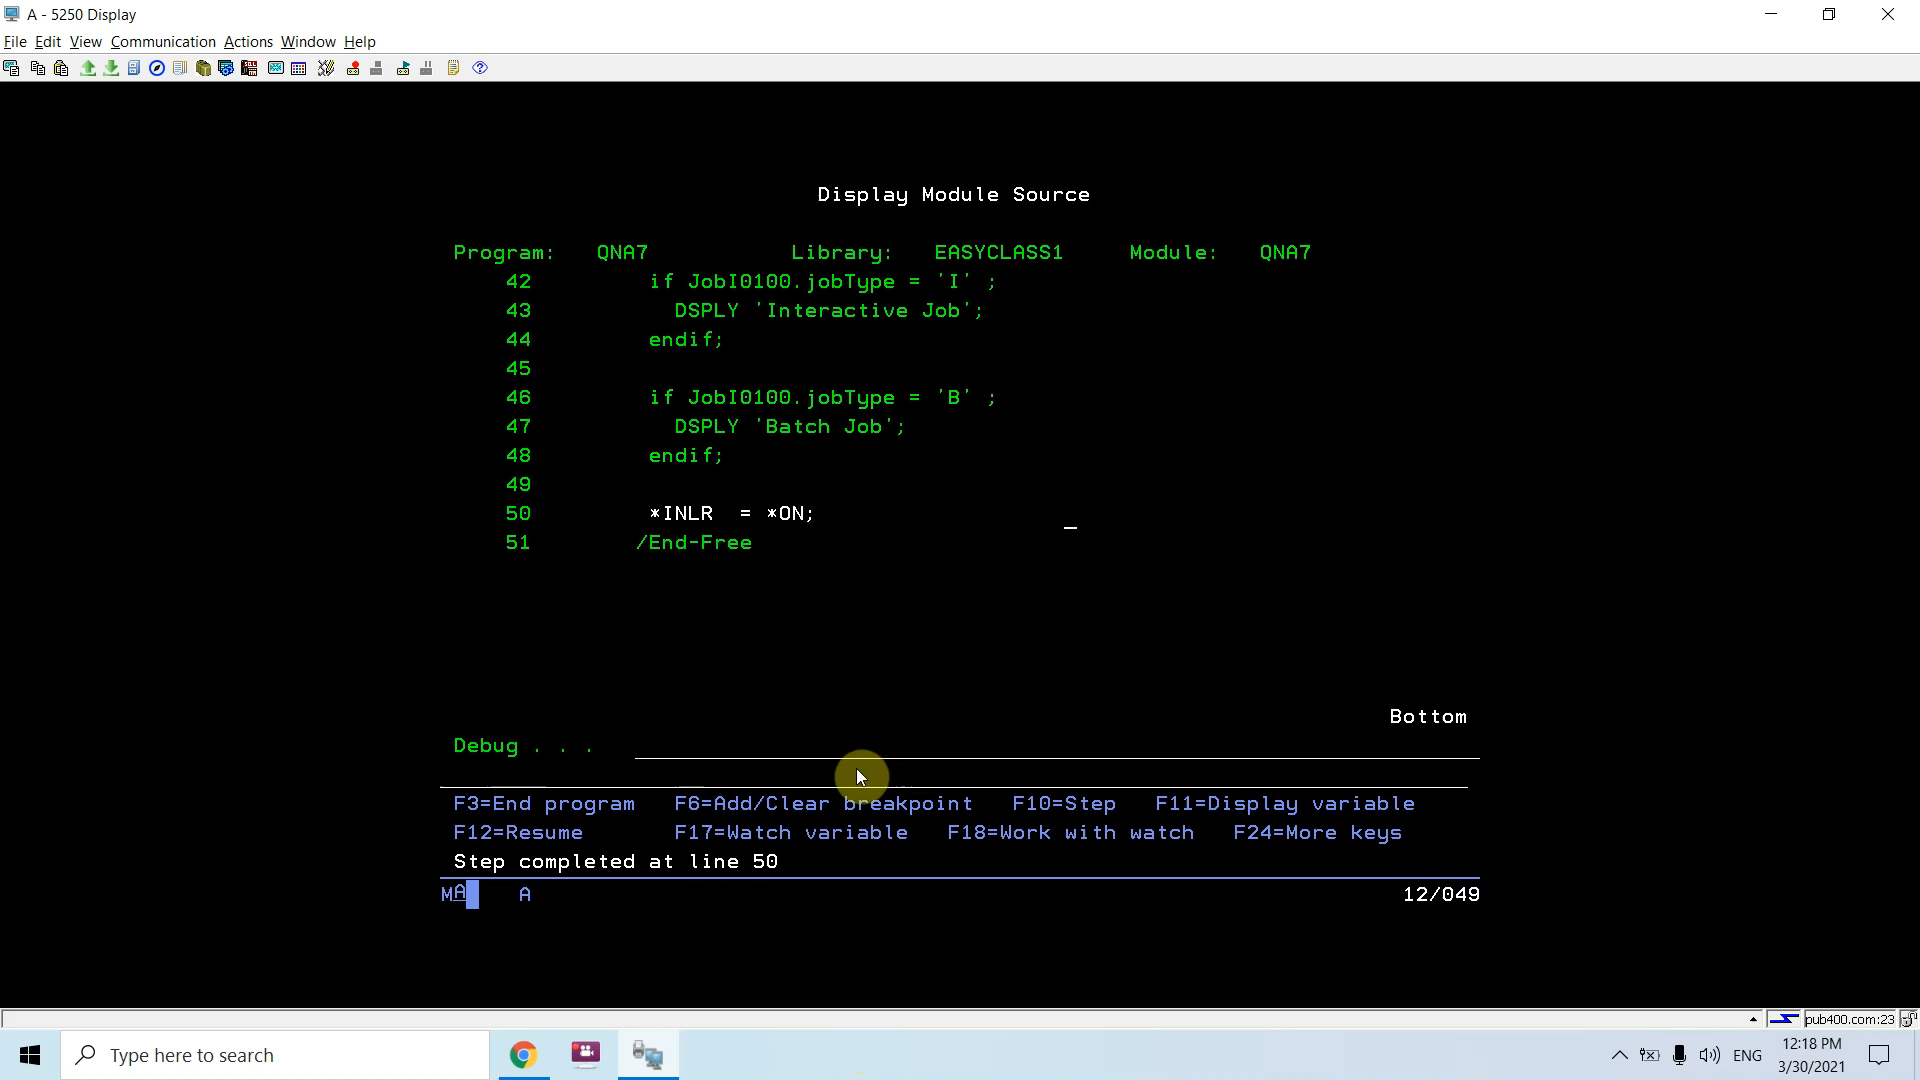 A - 5250 Display
File Edit View Communication Actions Window Help
Display Module Source
Program: QNA7 Library: EASYCLASS1 Module: QNA7
42 if JobI0100.jobType = 'I' ;
43 DSPLY 'Interactive Job';
44 endif;
45
46 if JobI0100.jobType = 'B' ;
47 DSPLY 'Batch Job';
48 endif;
49
50 *INLR = *ON;
51 /End-Free
Bottom
Debug . . .
F3=End program F6=Add/Clear breakpoint F10=Step F11=Display variable
F12=Resume F17=Watch variable F18=Work with watch F24=More keys
Step completed at line 50
MA A 12/049
pub400.com:23
Type here to search
ENG
12:18 PM
3/30/2021